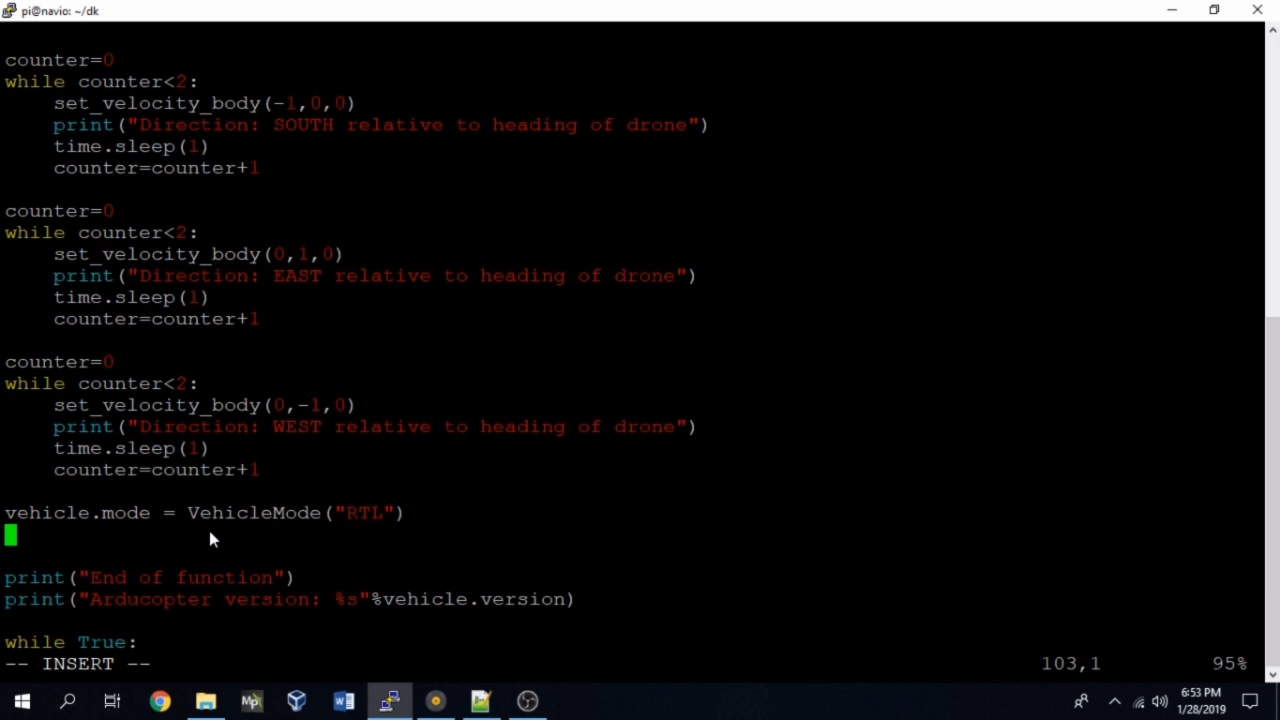 pi@navio: ~/dk
counter=0
while counter<2:
    set_velocity_body(-1,0,0)
    print("Direction: SOUTH relative to heading of drone")
    time.sleep(1)
    counter=counter+1
counter=0
while counter<2:
    set_velocity_body(0,1,0)
    print("Direction: EAST relative to heading of drone")
    time.sleep(1)
    counter=counter+1
counter=0
while counter<2:
    set_velocity_body(0,-1,0)
    print("Direction: WEST relative to heading of drone")
    time.sleep(1)
    counter=counter+1
vehicle.mode = VehicleMode("RTL")
print("End of function")
print("Arducopter version: %s"%vehicle.version)
while True:
-- INSERT -- 103,1 95%
Mp W 6:53 PM
1/28/2019